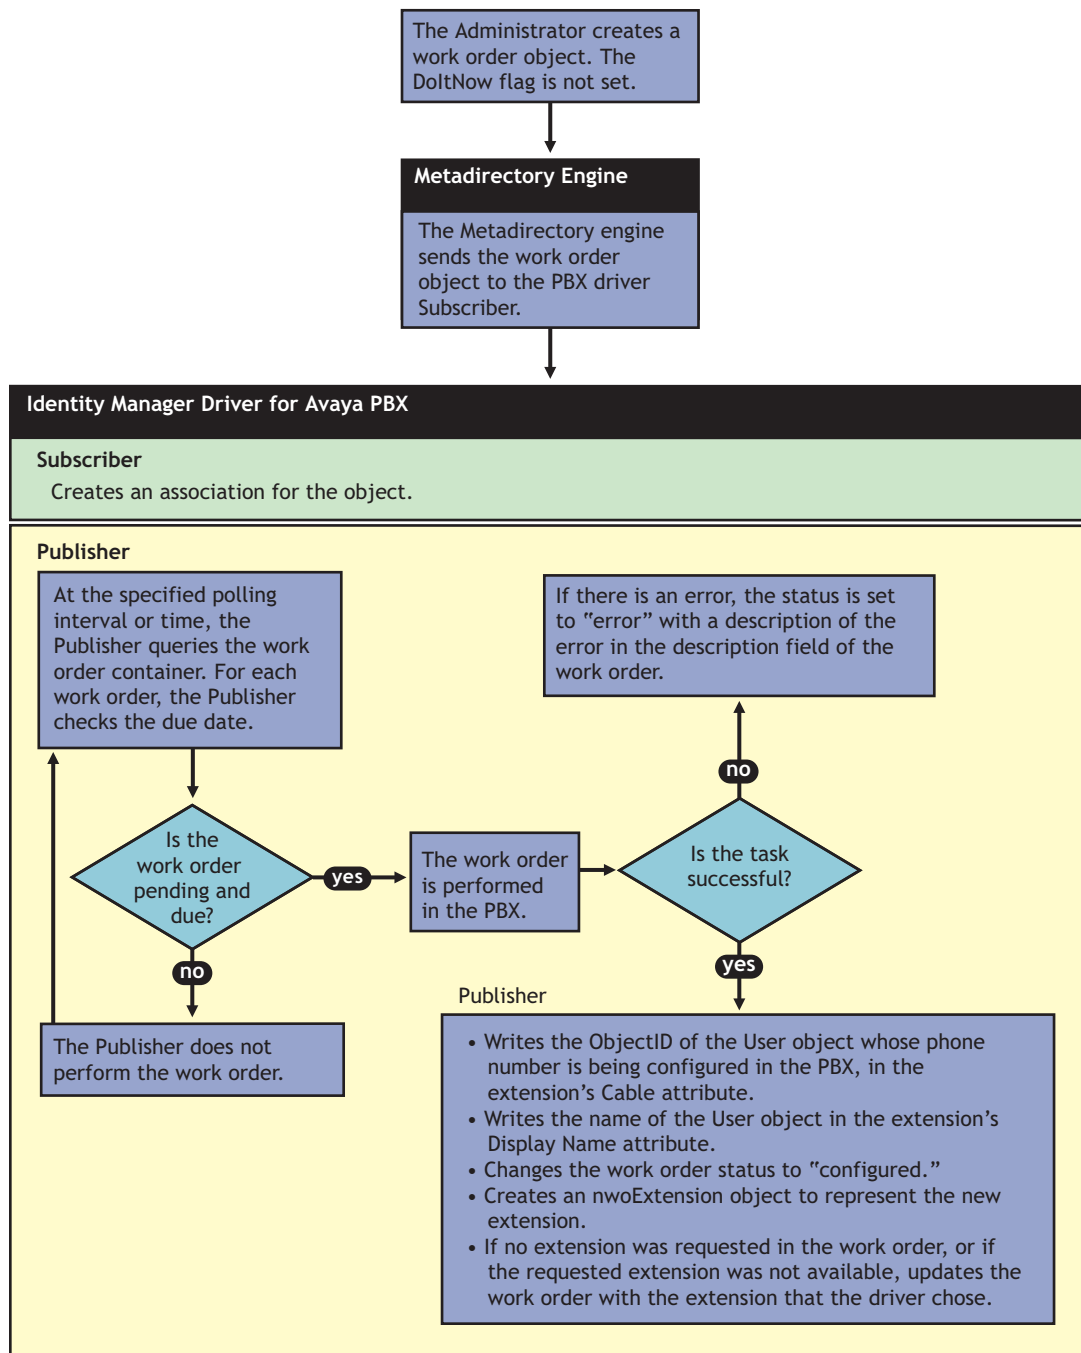 The Administrator creates a
work order object. The
DoItNow flag is not set.
Metadirectory Engine
The Metadirectory engine
sends the work order
object to the PBX driver
Subscriber.
Identity Manager Driver for Avaya PBX
Subscriber
Creates an association for the object.
Publisher
At the specified polling
interval or time, the
Publisher queries the work
order container. For each
work order, the Publisher
checks the due date.
If there is an error, the status is set
to “error” with a description of the
error in the description field of the
work order.
no
Is the
work order
pending and
due?
yes
The work order
is performed
in the PBX.
Is the task
successful?
no
yes
The Publisher does not
perform the work order.
Publisher
• Writes the ObjectID of the User object whose phone
number is being configured in the PBX, in the
extension’s Cable attribute.
• Writes the name of the User object in the extension’s
Display Name attribute.
• Changes the work order status to “configured.”
• Creates an nwoExtension object to represent the new
extension.
• If no extension was requested in the work order, or if
the requested extension was not available, updates the
work order with the extension that the driver chose.